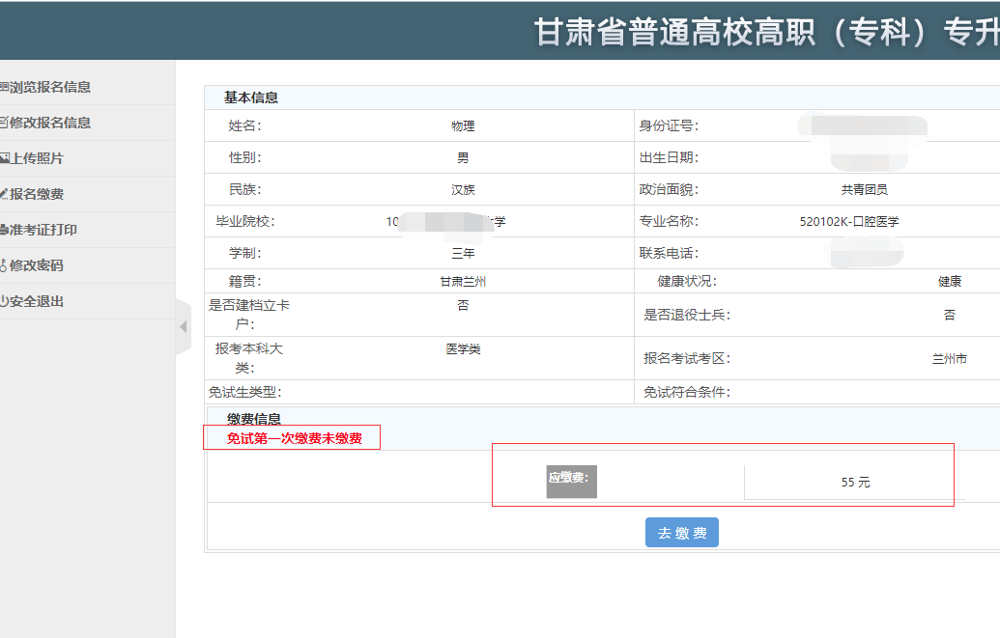 甘肃省普通高校高职（专科）专升
浏览报名信息
修改报名信息
上传照片
报名缴费
准考证打印
修改密码
安全退出
基本信息
姓名： 物理 身份证号：
性别： 男 出生日期：
民族： 汉族 政治面貌： 共青团员
毕业院校： 10 学 专业名称： 520102K-口腔医学
学制： 三年 联系电话：
籍贯： 甘肃兰州 健康状况： 健康
是否建档立卡
户： 否 是否退役士兵： 否
报考本科大
类： 医学类 报名考试考区： 兰州市
免试生类型： 免试符合条件：
缴费信息
免试第一次缴费未缴费
应缴费： 55 元
去 缴 费